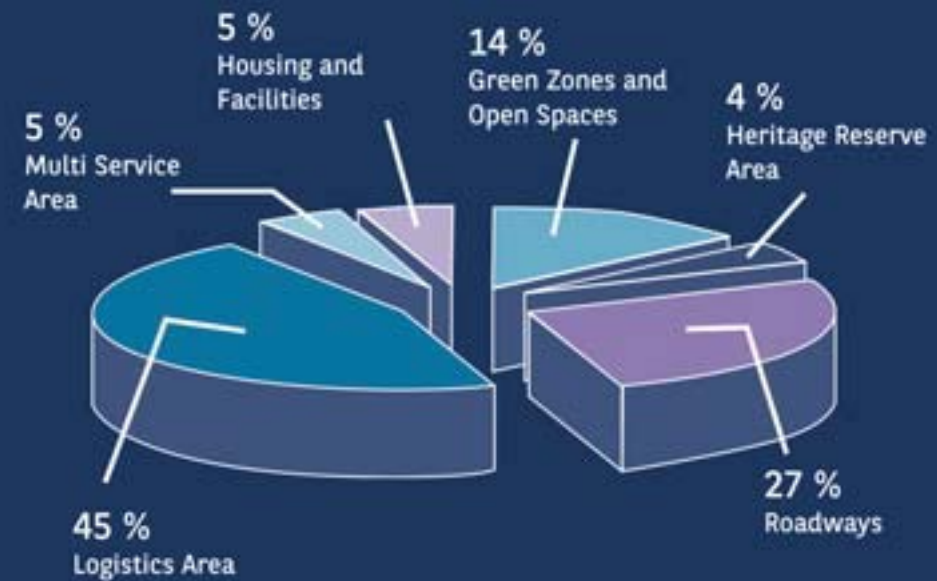 5 %
Housing and
Facilities
14 %
Green Zones and
Open Spaces
4 %
Heritage Reserve
Area
5 %
Multi Service
Area
45 %
Logistics Area
27 %
Roadways